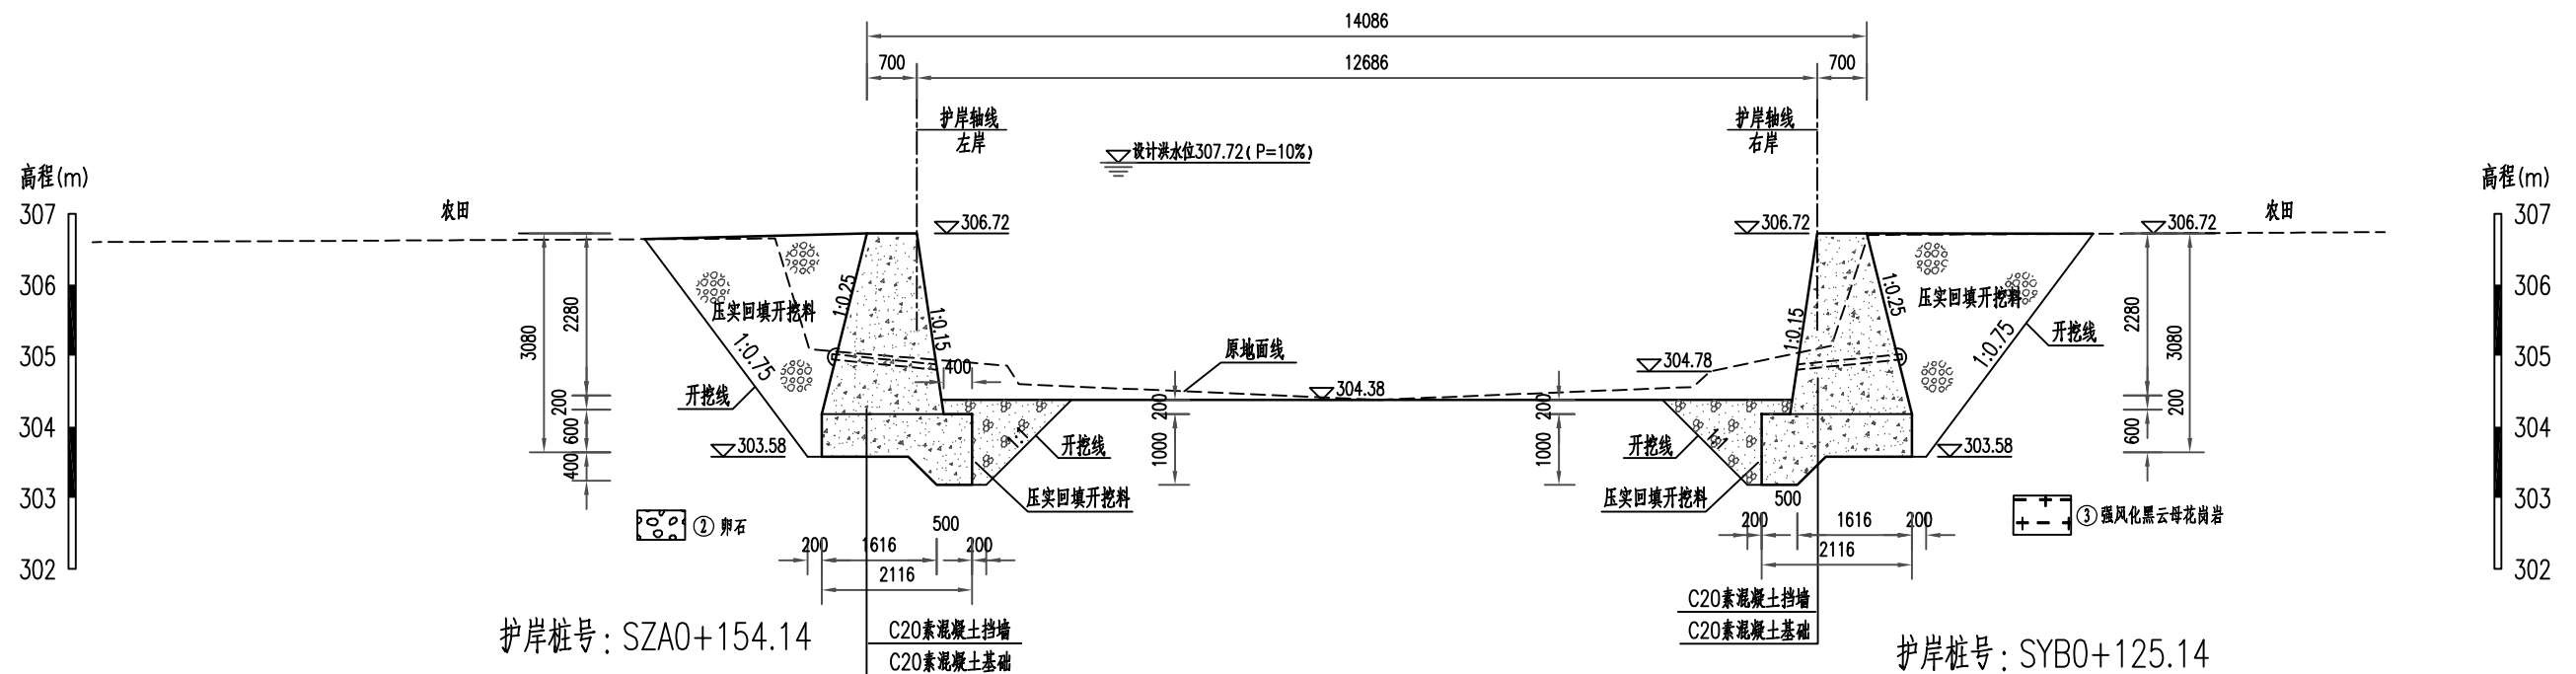 14086
700
12686
700
护岸轴线
左岸
护岸轴线
右岸
设计洪水位307.72(P=10%)
高程(m)
高程(m)
307
306
305
304
303
302
307
306
305
304
303
302
农田
农田
306.72
306.72
306.72
3080
2280
200
600
400
压实回填开挖料
1:0.25
1:0.15
1:0.75
开挖线
303.58
400
原地面线
304.38
304.78
200
1000
1:1
开挖线
压实回填开挖料
200
1000
1:1
开挖线
压实回填开挖料
1:0.15
1:0.25
压实回填开挖料
1:0.75
开挖线
303.58
2280
3080
200
600
② 卵石
③ 强风化黑云母花岗岩
500
200
1616
200
2116
500
200
1616
200
2116
C20素混凝土挡墙
C20素混凝土基础
C20素混凝土挡墙
C20素混凝土基础
护岸桩号: SZA0+154.14
护岸桩号: SYB0+125.14